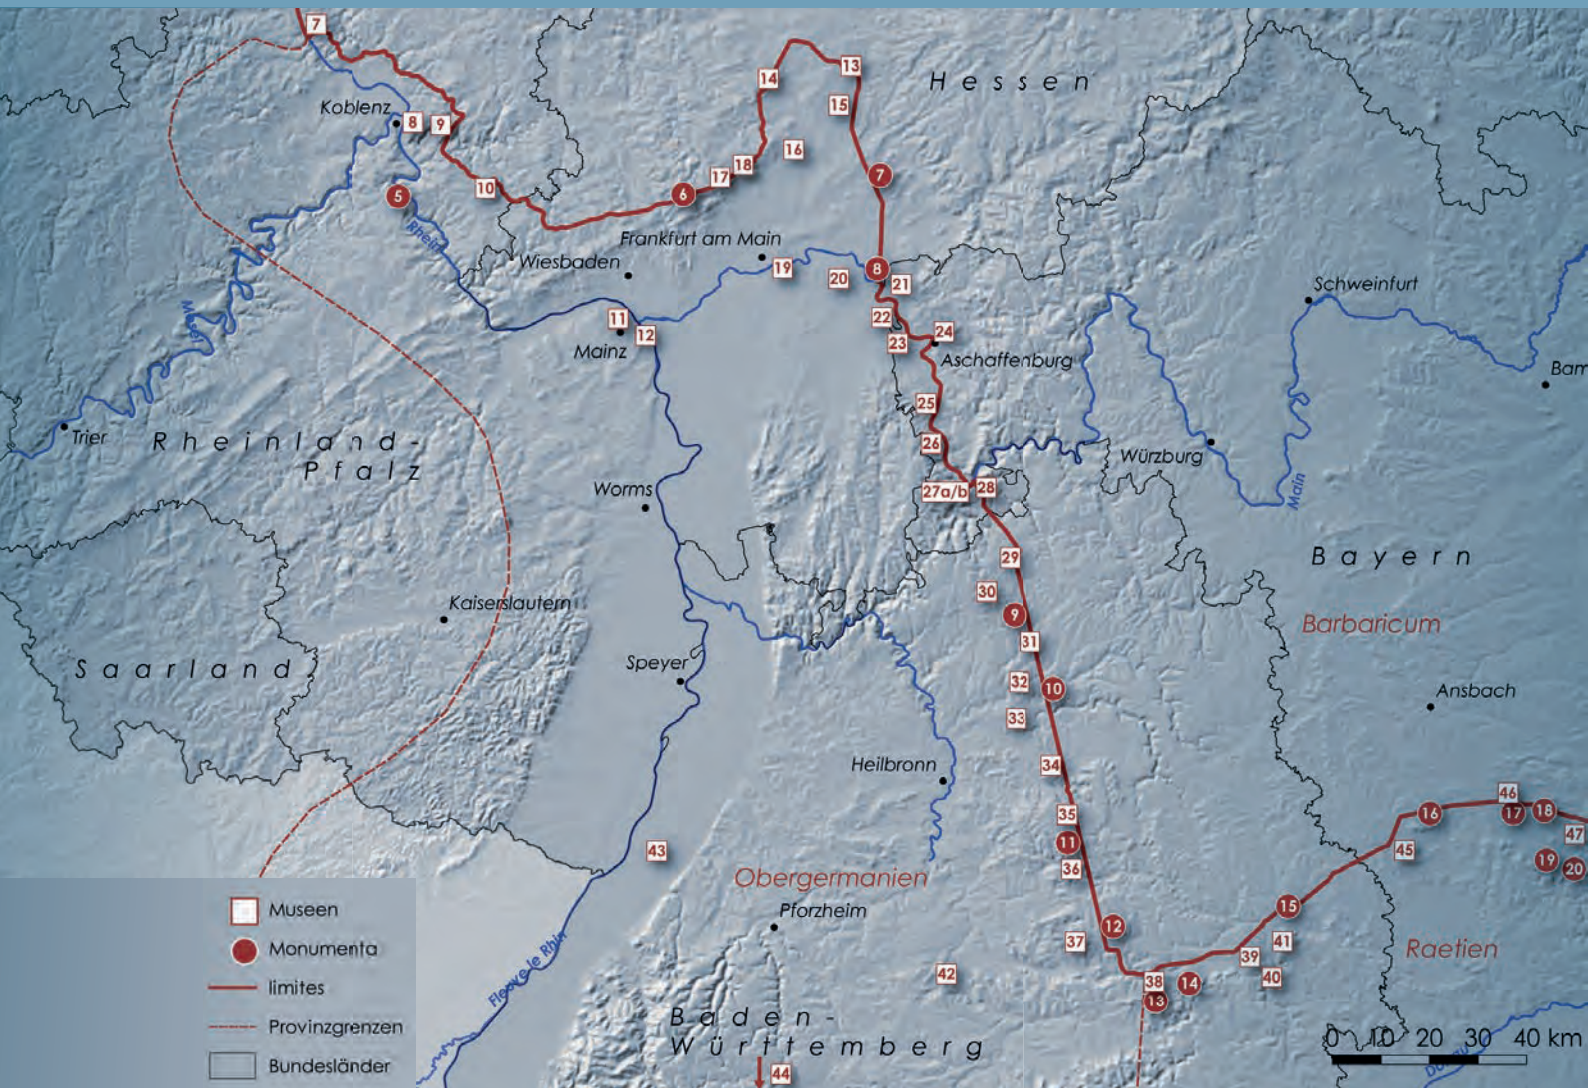 7
13
14
Hessen
15
Koblenz
8
9
16
18
17
7
10
6
5
Rhein
Frankfurt am Main
Wiesbaden
19
8
20
21
Schweinfurt
Mosel
11
22
12
24
23
Mainz
Aschaffenburg
Bam
25
Trier
Rheinland-
Pfalz
26
Würzburg
Worms
27a/b
28
Main
29
Bayern
30
Kaiserslautern
9
Barbaricum
31
Saarland
Speyer
32
10
Ansbach
33
Heilbronn
34
46
35
16
17
18
47
11
43
45
36
19
20
Obergermanien
15
Museen
Pforzheim
12
Monumenta
37
41
Raetien
39
Fleuve le Rhin
42
38
14
40
limites
13
Baden-
Württemberg
Provinzgrenzen
0 10 20 30 40 km
Bundesländer
44